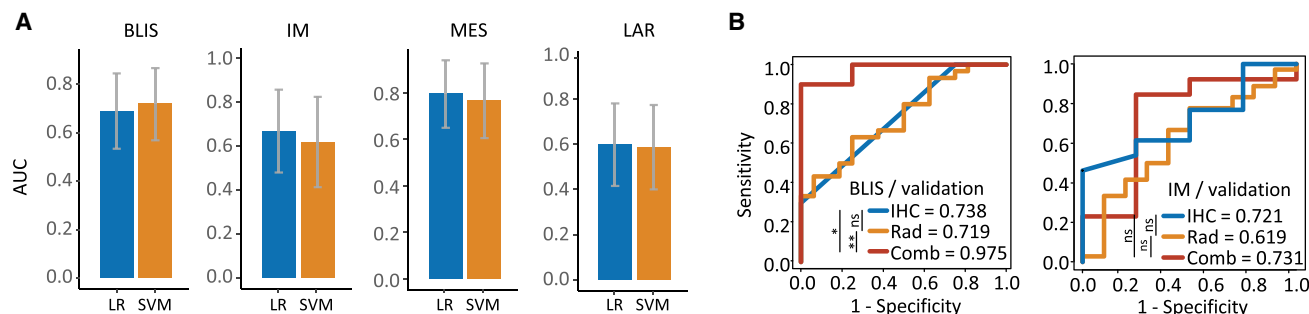 A
BLIS
IM
MES
LAR
AUC
0.8
0.6
0.4
0.2
0.0
LR SVM
1.0
0.8
0.6
0.4
0.2
0.0
LR SVM
0.8
0.6
0.4
0.2
0.0
LR SVM
1.0
0.8
0.6
0.4
0.2
0.0
LR SVM
B
Sensitivity
1.0
0.8
0.6
0.4
0.2
0.0
BLIS / validation
IHC = 0.738
Rad = 0.719
Comb = 0.975
* ** ns
0.0 0.2 0.4 0.6 0.8 1.0
1 - Specificity
1.0
0.8
0.6
0.4
0.2
0.0
IM / validation
IHC = 0.721
Rad = 0.619
Comb = 0.731
ns ns ns
0.0 0.2 0.4 0.6 0.8 1.0
1 - Specificity